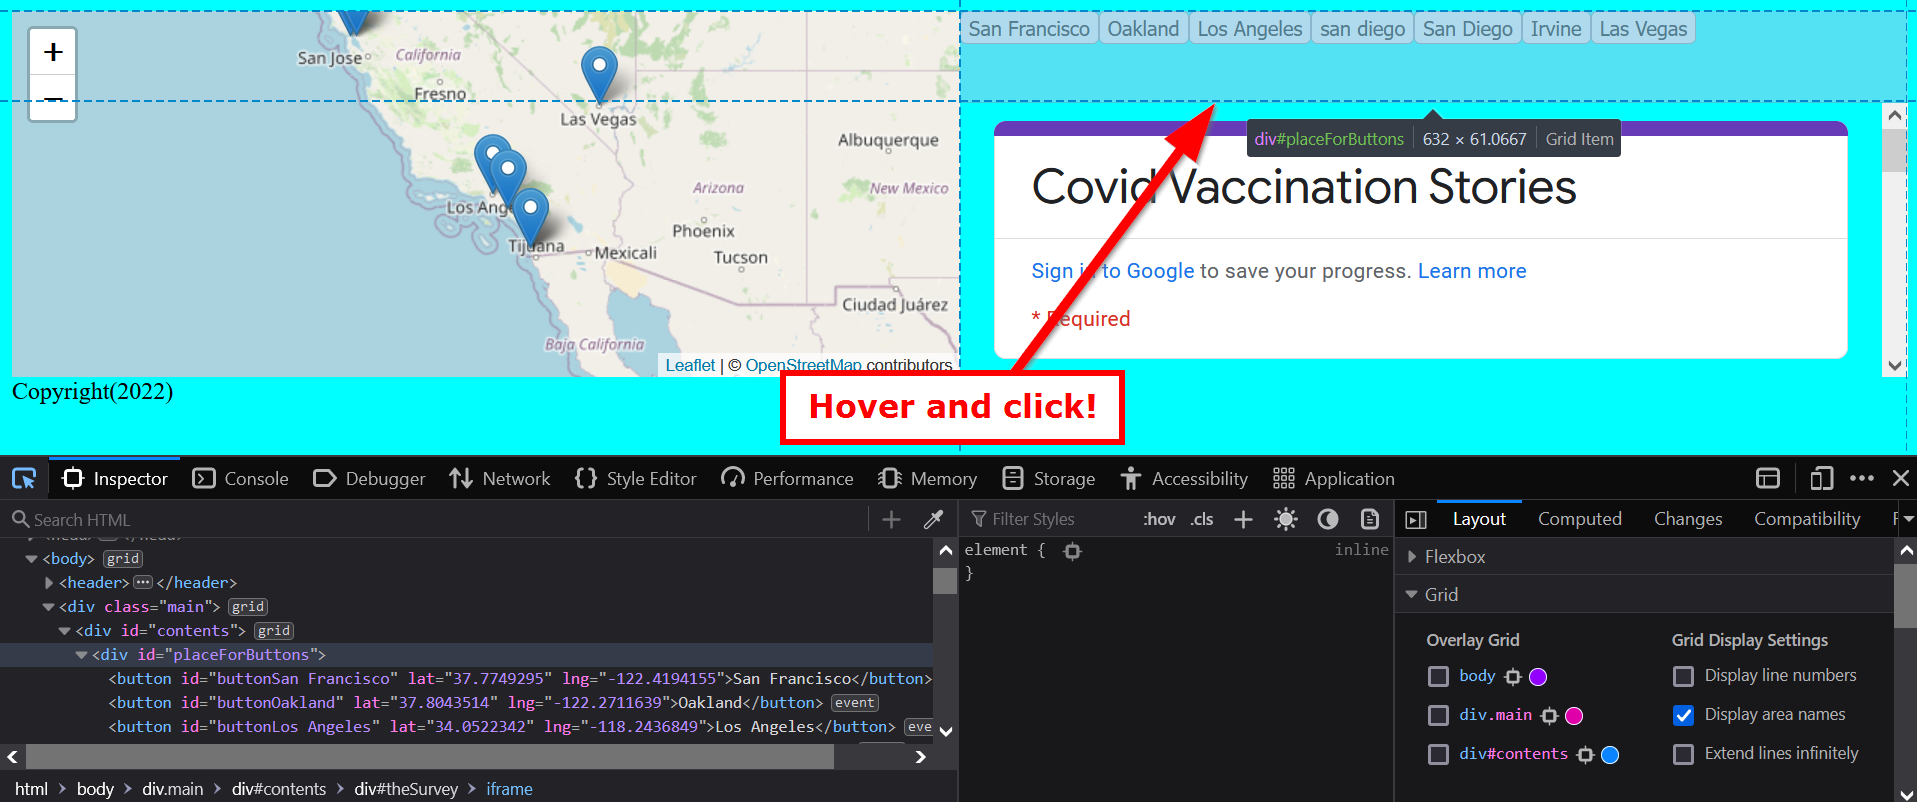 San Francisco Oakland Los Angeles san diego San Diego Irvine Las Vegas
+
−
San Jose
California
Fresno
Las Vegas
Albuquerque
Arizona
New Mexico
Los Ang
Phoenix
Tijuana
Mexicali
Tucson
Ciudad Juárez
Baja California
Leaflet | © OpenStreetMap contributors
Copyright(2022)
div#placeForButtons 632 × 61.0667 Grid Item
Covid Vaccination Stories
Sign in to Google to save your progress. Learn more
* Required
Hover and click!
Inspector Console Debugger Network {} Style Editor Performance Memory Storage Accessibility Application
Search HTML
<body> grid
<header> ··· </header>
<div class="main"> grid
<div id="contents"> grid
<div id="placeForButtons">
<button id="buttonSan Francisco" lat="37.7749295" lng="-122.4194155">San Francisco</button>
<button id="buttonOakland" lat="37.8043514" lng="-122.2711639">Oakland</button> event
<button id="buttonLos Angeles" lat="34.0522342" lng="-118.2436849">Los Angeles</button> eve
html > body > div.main > div#contents > div#theSurvey > iframe
Filter Styles :hov .cls +
element { inline
}
Layout Computed Changes Compatibility F
Flexbox
Grid
Overlay Grid
body
div.main
div#contents
Grid Display Settings
Display line numbers
Display area names
Extend lines infinitely